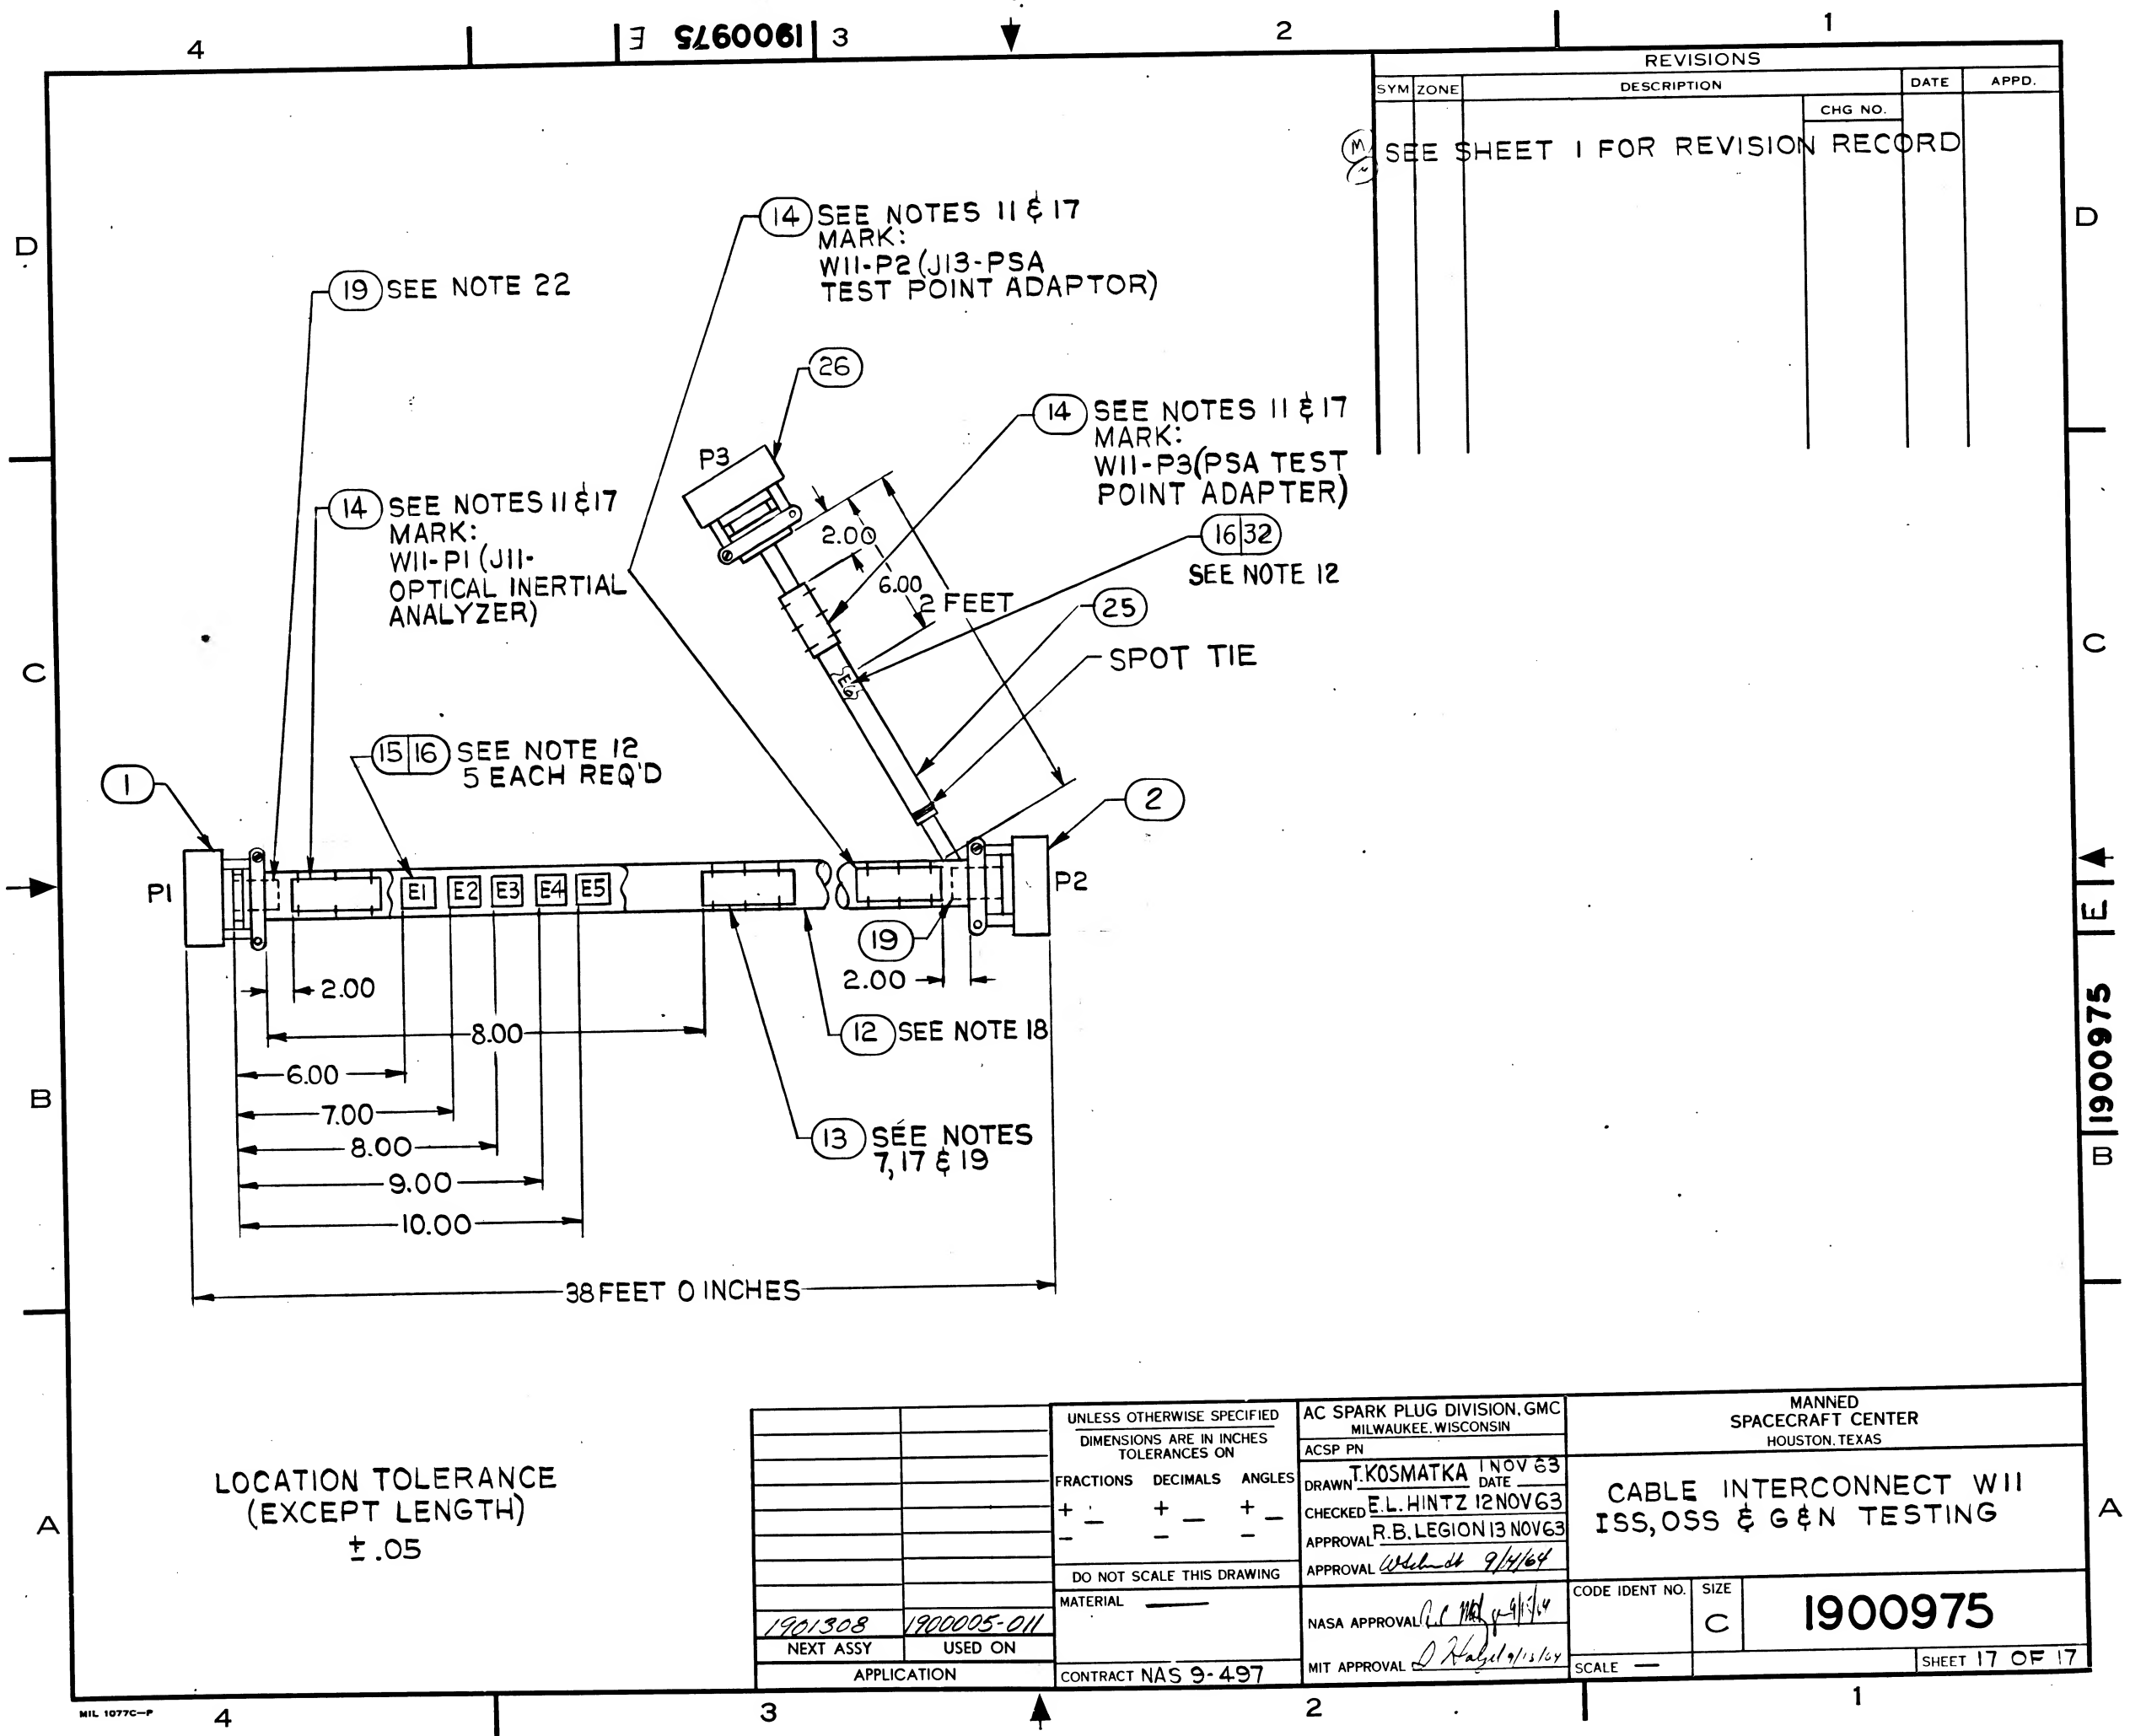 4
1900975 E
3
2
1
REVISIONS
SYM ZONE DESCRIPTION DATE APPD.
CHG NO.
M
SEE SHEET 1 FOR REVISION RECORD
D
D
14 SEE NOTES 11 & 17
MARK:
W11-P2 (J13-PSA
TEST POINT ADAPTOR)
19 SEE NOTE 22
26
14 SEE NOTES 11 & 17
MARK:
W11-P3(PSA TEST
POINT ADAPTER)
P3
14 SEE NOTES 11 & 17
MARK:
W11-P1 (J11-
OPTICAL INERTIAL
ANALYZER)
2.00
16 32
SEE NOTE 12
6.00
2 FEET
25
SPOT TIE
C
C
E6
15 16 SEE NOTE 12
5 EACH REQ'D
1
2
P1
E1 E2 E3 E4 E5
P2
19
2.00
2.00
8.00
12 SEE NOTE 18
6.00
7.00
8.00
9.00
10.00
13 SEE NOTES
7, 17 & 19
38 FEET 0 INCHES
B
B
1900975
E
LOCATION TOLERANCE
(EXCEPT LENGTH)
± .05
A
A
1901308 1900005-011
NEXT ASSY USED ON
APPLICATION
UNLESS OTHERWISE SPECIFIED
DIMENSIONS ARE IN INCHES
TOLERANCES ON
FRACTIONS DECIMALS ANGLES
+ - + - + -
- - -
DO NOT SCALE THIS DRAWING
MATERIAL —
CONTRACT NAS 9-497
AC SPARK PLUG DIVISION, GMC
MILWAUKEE, WISCONSIN
ACSP PN
DRAWN T. KOSMATKA DATE 1 NOV 63
CHECKED E.L. HINTZ 12 NOV 63
APPROVAL R.B. LEGION 13 NOV 63
APPROVAL 9/4/64
NASA APPROVAL
MIT APPROVAL
MANNED
SPACECRAFT CENTER
HOUSTON, TEXAS
CABLE INTERCONNECT W11
ISS, OSS & G&N TESTING
CODE IDENT NO. SIZE
C
1900975
SCALE —
SHEET 17 OF 17
MIL 1077C-P
4
3
2
1